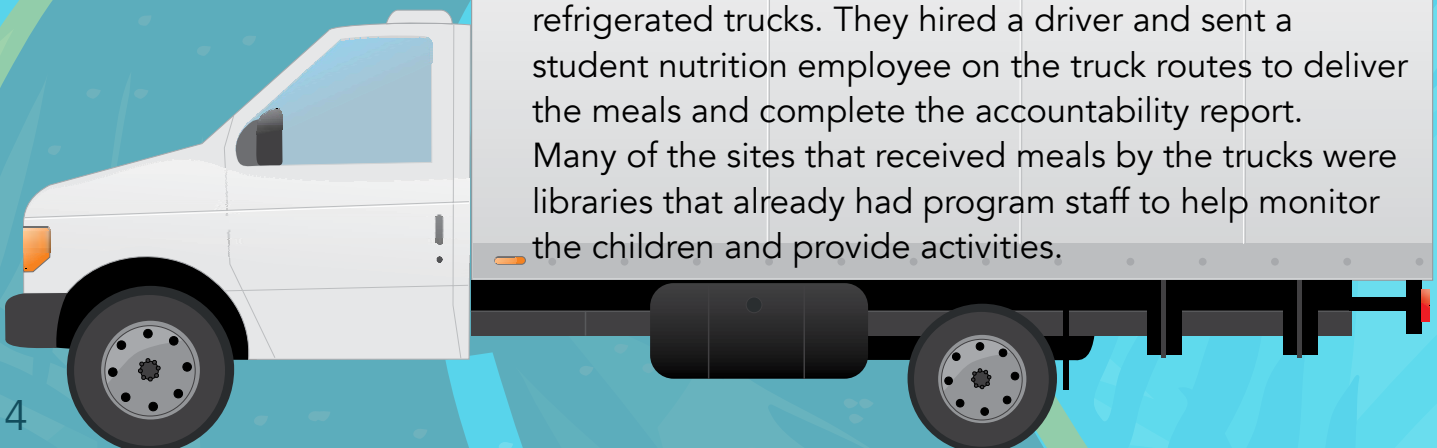 refrigerated trucks. They hired a driver and sent a
student nutrition employee on the truck routes to deliver
the meals and complete the accountability report.
Many of the sites that received meals by the trucks were
libraries that already had program staff to help monitor
the children and provide activities.
4